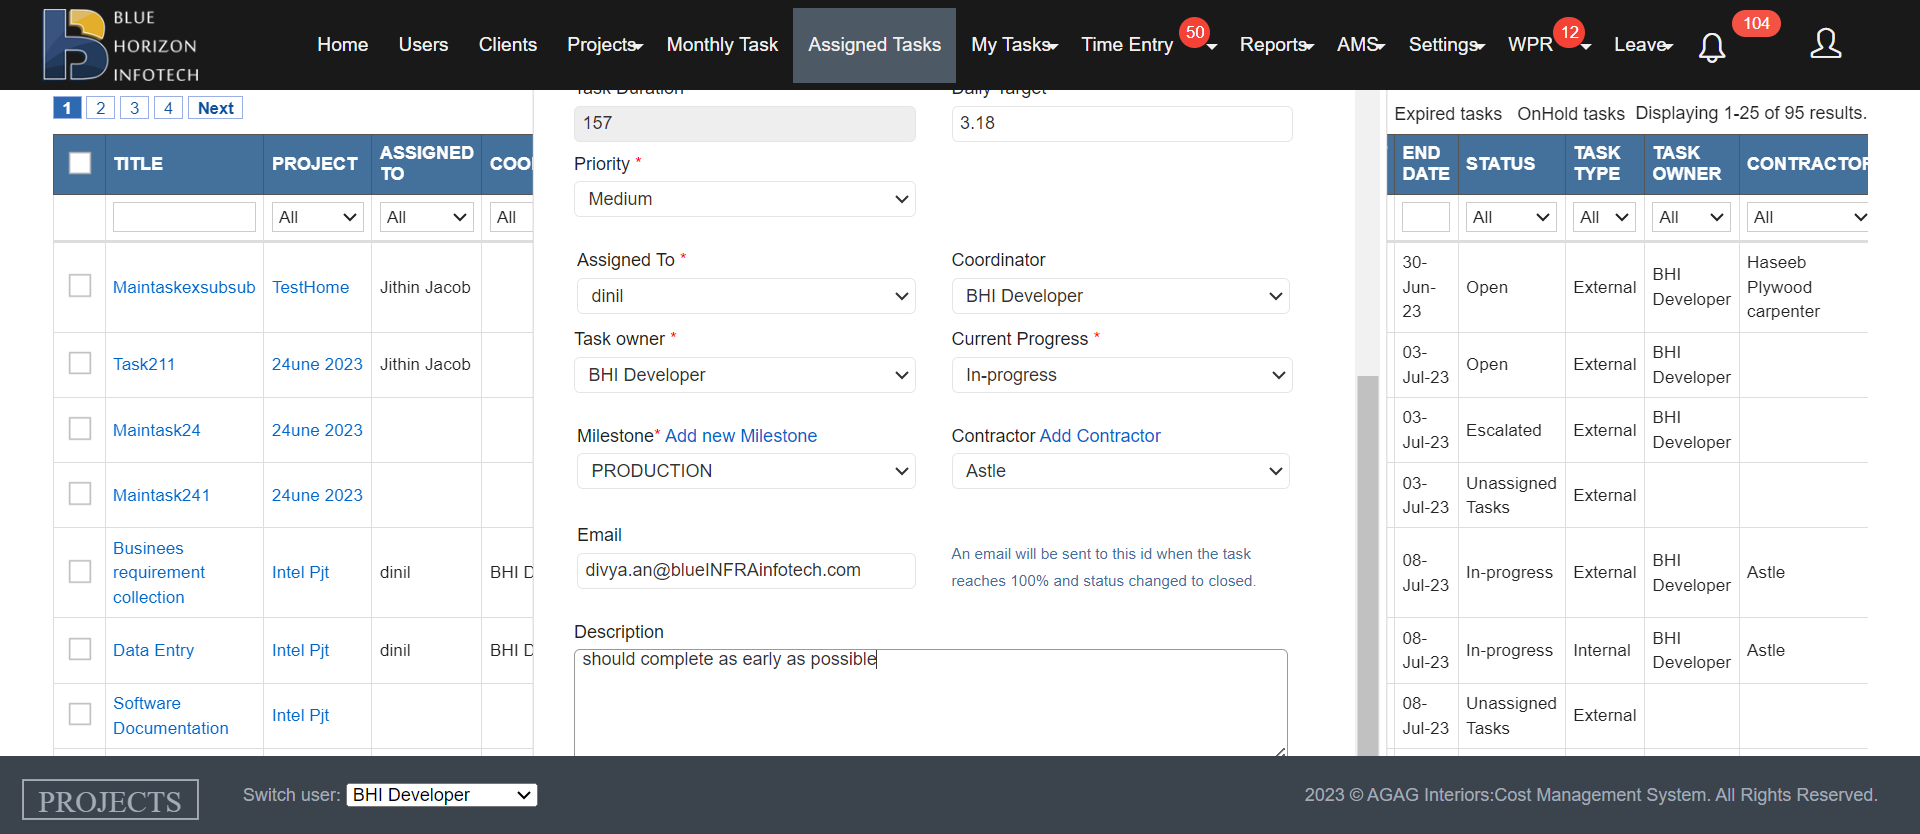 BLUE
HORIZON
INFOTECH
Home Users Clients Projects Monthly Task Assigned Tasks My Tasks Time Entry 50 Reports AMS Settings WPR 12 Leave 104
1 2 3 4 Next
Expired tasks OnHold tasks Displaying 1-25 of 95 results.
TITLE PROJECT ASSIGNED TO COO
All All All
Maintaskexsubsub TestHome Jithin Jacob
Task211 24une 2023 Jithin Jacob
Maintask24 24une 2023
Maintask241 24une 2023
Businees
requirement
collection
Intel Pjt dinil BHI D
Data Entry Intel Pjt dinil BHI D
Software
Documentation
Intel Pjt
Task Duration Daily Target
157 3.18
Priority *
Medium
Assigned To * Coordinator
dinil BHI Developer
Task owner * Current Progress *
BHI Developer In-progress
Milestone* Add new Milestone Contractor Add Contractor
PRODUCTION Astle
Email
divya.an@blueINFRAinfotech.com
An email will be sent to this id when the task
reaches 100% and status changed to closed.
Description
should complete as early as possible
END DATE STATUS TASK TYPE TASK OWNER CONTRACTOR
All All All All
30-
Jun-
23
Open External
BHI
Developer
Haseeb
Plywood
carpenter
03-
Jul-23
Open External
BHI
Developer
03-
Jul-23
Escalated External
BHI
Developer
03-
Jul-23
Unassigned
Tasks
External
08-
Jul-23
In-progress External
BHI
Developer
Astle
08-
Jul-23
In-progress Internal
BHI
Developer
Astle
08-
Jul-23
Unassigned
Tasks
External
PROJECTS Switch user: BHI Developer 2023 © AGAG Interiors:Cost Management System. All Rights Reserved.